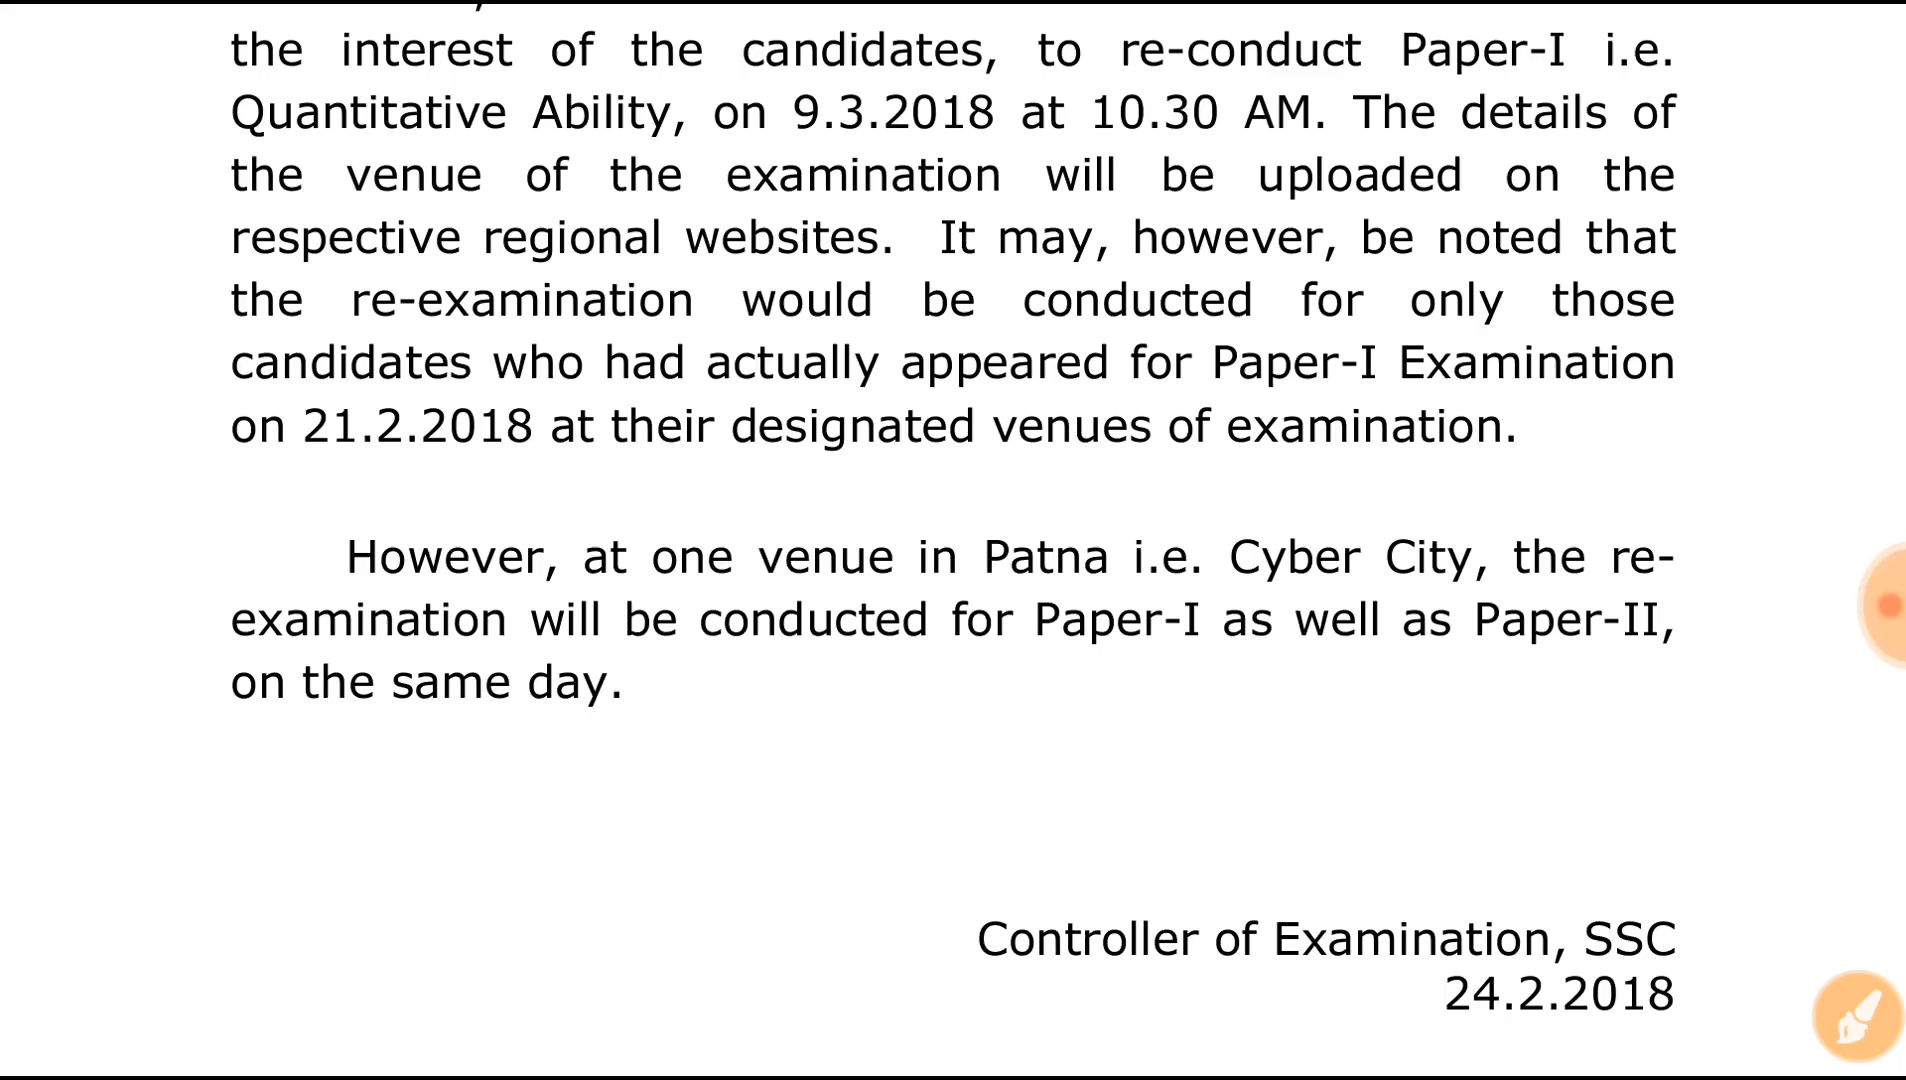 the interest of the candidates, to re-conduct Paper-I i.e.
Quantitative Ability, on 9.3.2018 at 10.30 AM. The details of
the venue of the examination will be uploaded on the
respective regional websites. It may, however, be noted that
the re-examination would be conducted for only those
candidates who had actually appeared for Paper-I Examination
on 21.2.2018 at their designated venues of examination.
However, at one venue in Patna i.e. Cyber City, the re-
examination will be conducted for Paper-I as well as Paper-II,
on the same day.
Controller of Examination, SSC
24.2.2018